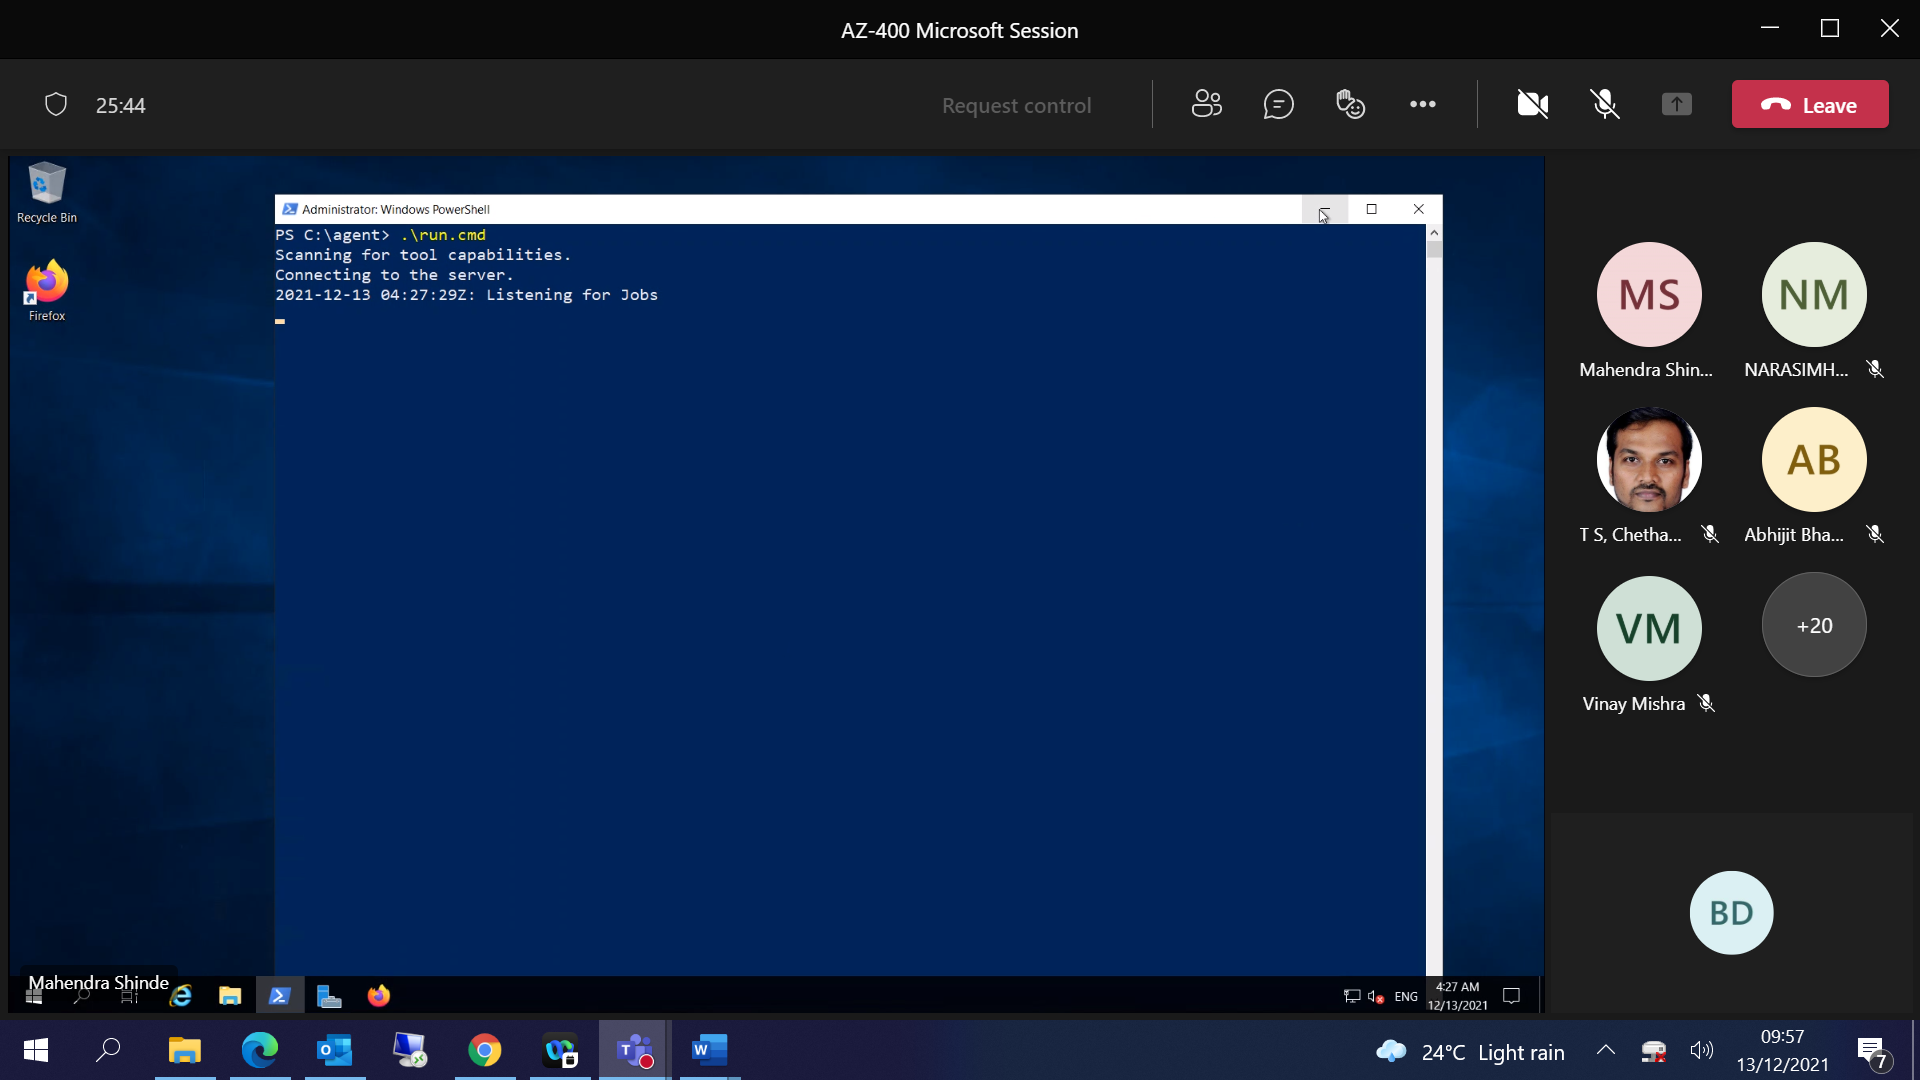 AZ-400 Microsoft Session
25:44
Request control
Leave
Recycle Bin
Firefox
Administrator: Windows PowerShell
PS C:\agent> .\run.cmd
Scanning for tool capabilities.
Connecting to the server.
2021-12-13 04:27:29Z: Listening for Jobs
MS
NM
Mahendra Shin...
NARASIMH...
AB
T S, Chetha...
Abhijit Bha...
VM
+20
Vinay Mishra
BD
Mahendra Shinde
ENG
4:27 AM
12/13/2021
24°C Light rain
09:57
13/12/2021
7